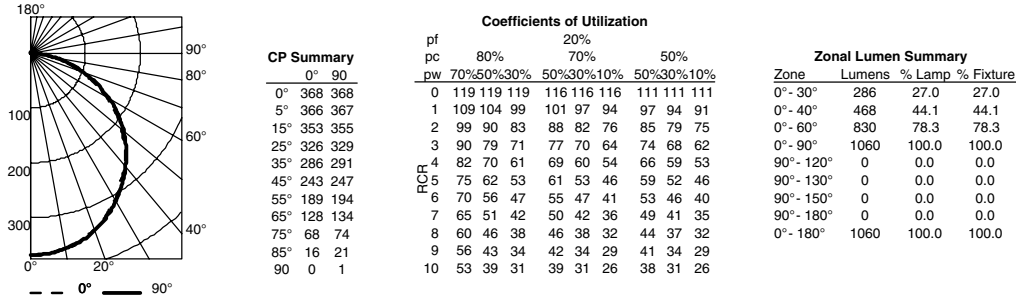 180°
90°
80°
100
60°
200
300
40°
0° 20°
0° 90°
CP Summary
0° 90
0° 368 368
5° 366 367
15° 353 355
25° 326 329
35° 286 291
45° 243 247
55° 189 194
65° 128 134
75° 68 74
85° 16 21
90 0 1
Coefficients of Utilization
pf 20%
pc 80% 70% 50%
pw 70%50%30% 50%30%10% 50%30%10%
RCR
0 119 119 119 116 116 116 111 111 111
1 109 104 99 101 97 94 97 94 91
2 99 90 83 88 82 76 85 79 75
3 90 79 71 77 70 64 74 68 62
4 82 70 61 69 60 54 66 59 53
5 75 62 53 61 53 46 59 52 46
6 70 56 47 55 47 41 53 46 40
7 65 51 42 50 42 36 49 41 35
8 60 46 38 46 38 32 44 37 32
9 56 43 34 42 34 29 41 34 29
10 53 39 31 39 31 26 38 31 26
Zonal Lumen Summary
Zone Lumens % Lamp % Fixture
0°- 30° 286 27.0 27.0
0°- 40° 468 44.1 44.1
0°- 60° 830 78.3 78.3
0°- 90° 1060 100.0 100.0
90°- 120° 0 0.0 0.0
90°- 130° 0 0.0 0.0
90°- 150° 0 0.0 0.0
90°- 180° 0 0.0 0.0
0°- 180° 1060 100.0 100.0